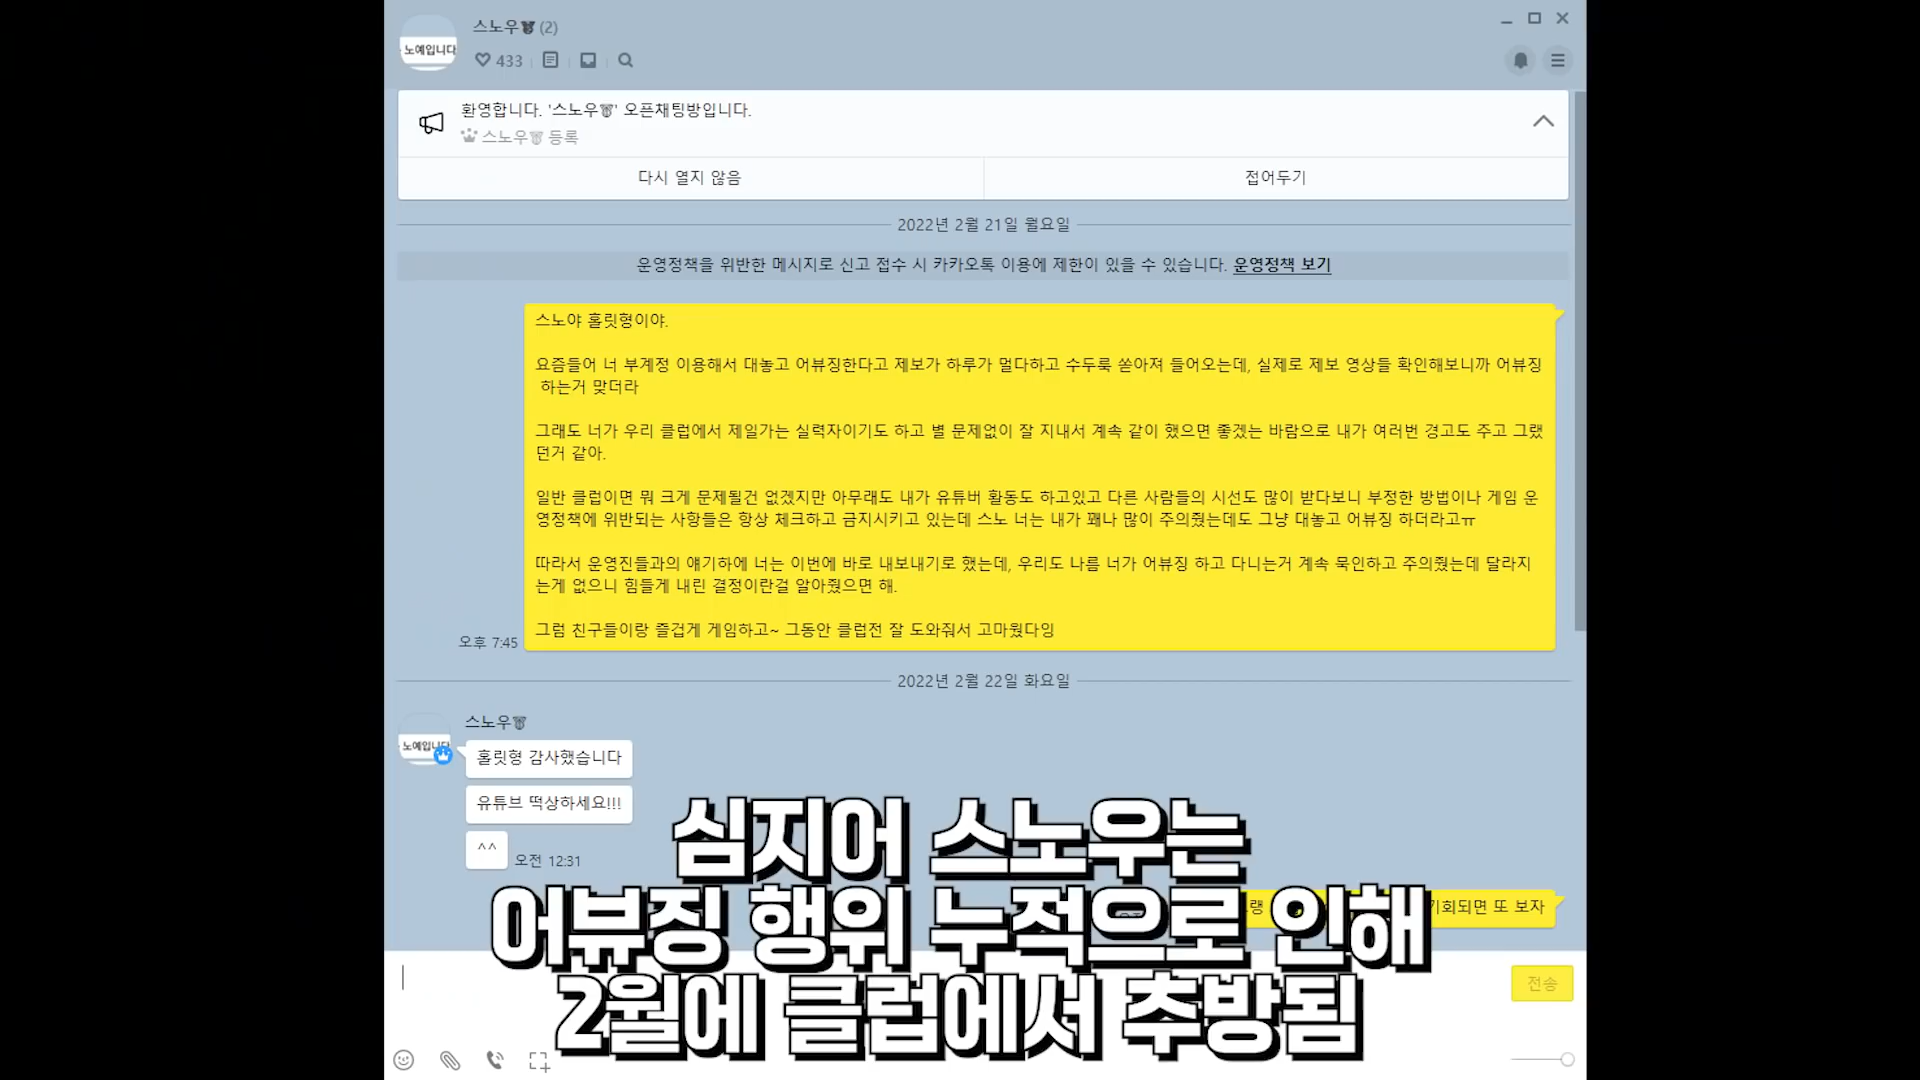 스노우 (2)
노예입니다
433
환영합니다. '스노우' 오픈채팅방입니다.
스노우 등록
다시 열지 않음
접어두기
2022년 2월 21일 월요일
운영정책을 위반한 메시지로 신고 접수 시 카카오톡 이용에 제한이 있을 수 있습니다. 운영정책 보기
스노야 홀릿형이야.
요즘들어 너 부계정 이용해서 대놓고 어뷰징한다고 제보가 하루가 멀다하고 수두룩 쏟아져 들어오는데, 실제로 제보 영상들 확인해보니까 어뷰징
하는거 맞더라
그래도 너가 우리 클럽에서 제일가는 실력자이기도 하고 별 문제없이 잘 지내서 계속 같이 했으면 좋겠는 바람으로 내가 여러번 경고도 주고 그랬
던거 같아.
일반 클럽이면 뭐 크게 문제될건 없겠지만 아무래도 내가 유튜버 활동도 하고있고 다른 사람들의 시선도 많이 받다보니 부정한 방법이나 게임 운
영정책에 위반되는 사항들은 항상 체크하고 금지시키고 있는데 스노 너는 내가 꽤나 많이 주의줬는데도 그냥 대놓고 어뷰징 하더라고ㅠ
따라서 운영진들과의 얘기하에 너는 이번에 바로 내보내기로 했는데, 우리도 나름 너가 어뷰징 하고 다니는거 계속 묵인하고 주의줬는데 달라지
는게 없으니 힘들게 내린 결정이란걸 알아줬으면 해.
그럼 친구들이랑 즐겁게 게임하고~ 그동안 클럽전 잘 도와줘서 고마웠다잉
오후 7:45
2022년 2월 22일 화요일
스노우
노예입니다
홀릿형 감사했습니다
유튜브 떡상하세요!!!
^^
오전 12:31
기회되면 또 보자
심지어 스노우는
어뷰징 행위 누적으로 인해
2월에 클럽에서 추방됨
전송